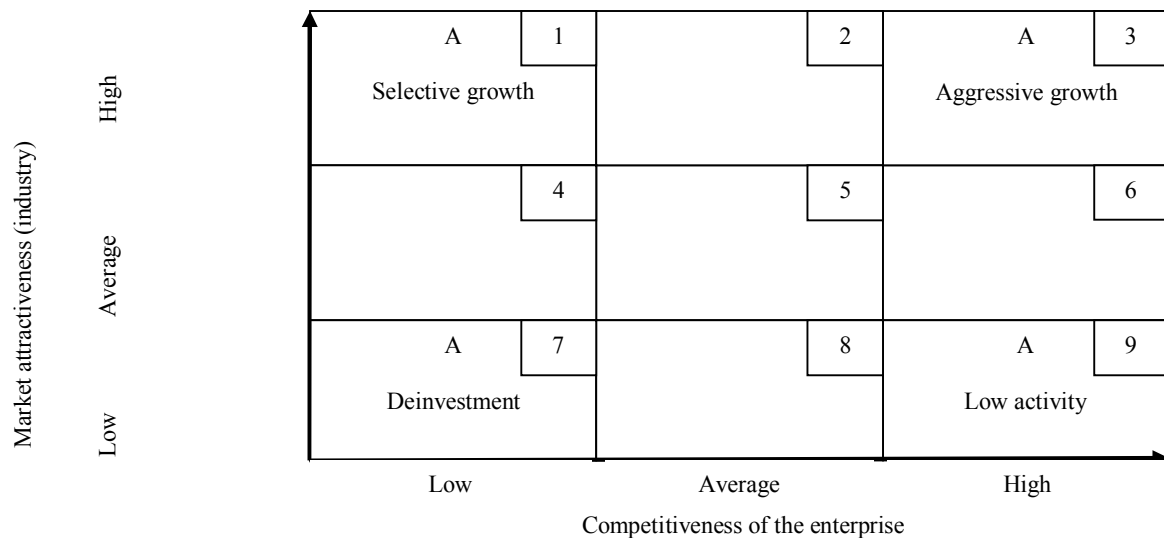 A 1 2 A 3
Selective growth Aggressive growth
High
4 5 6
Average
A 7 8 A 9
Deinvestment Low activity
Low
Market attractiveness (industry)
Low Average High
Competitiveness of the enterprise